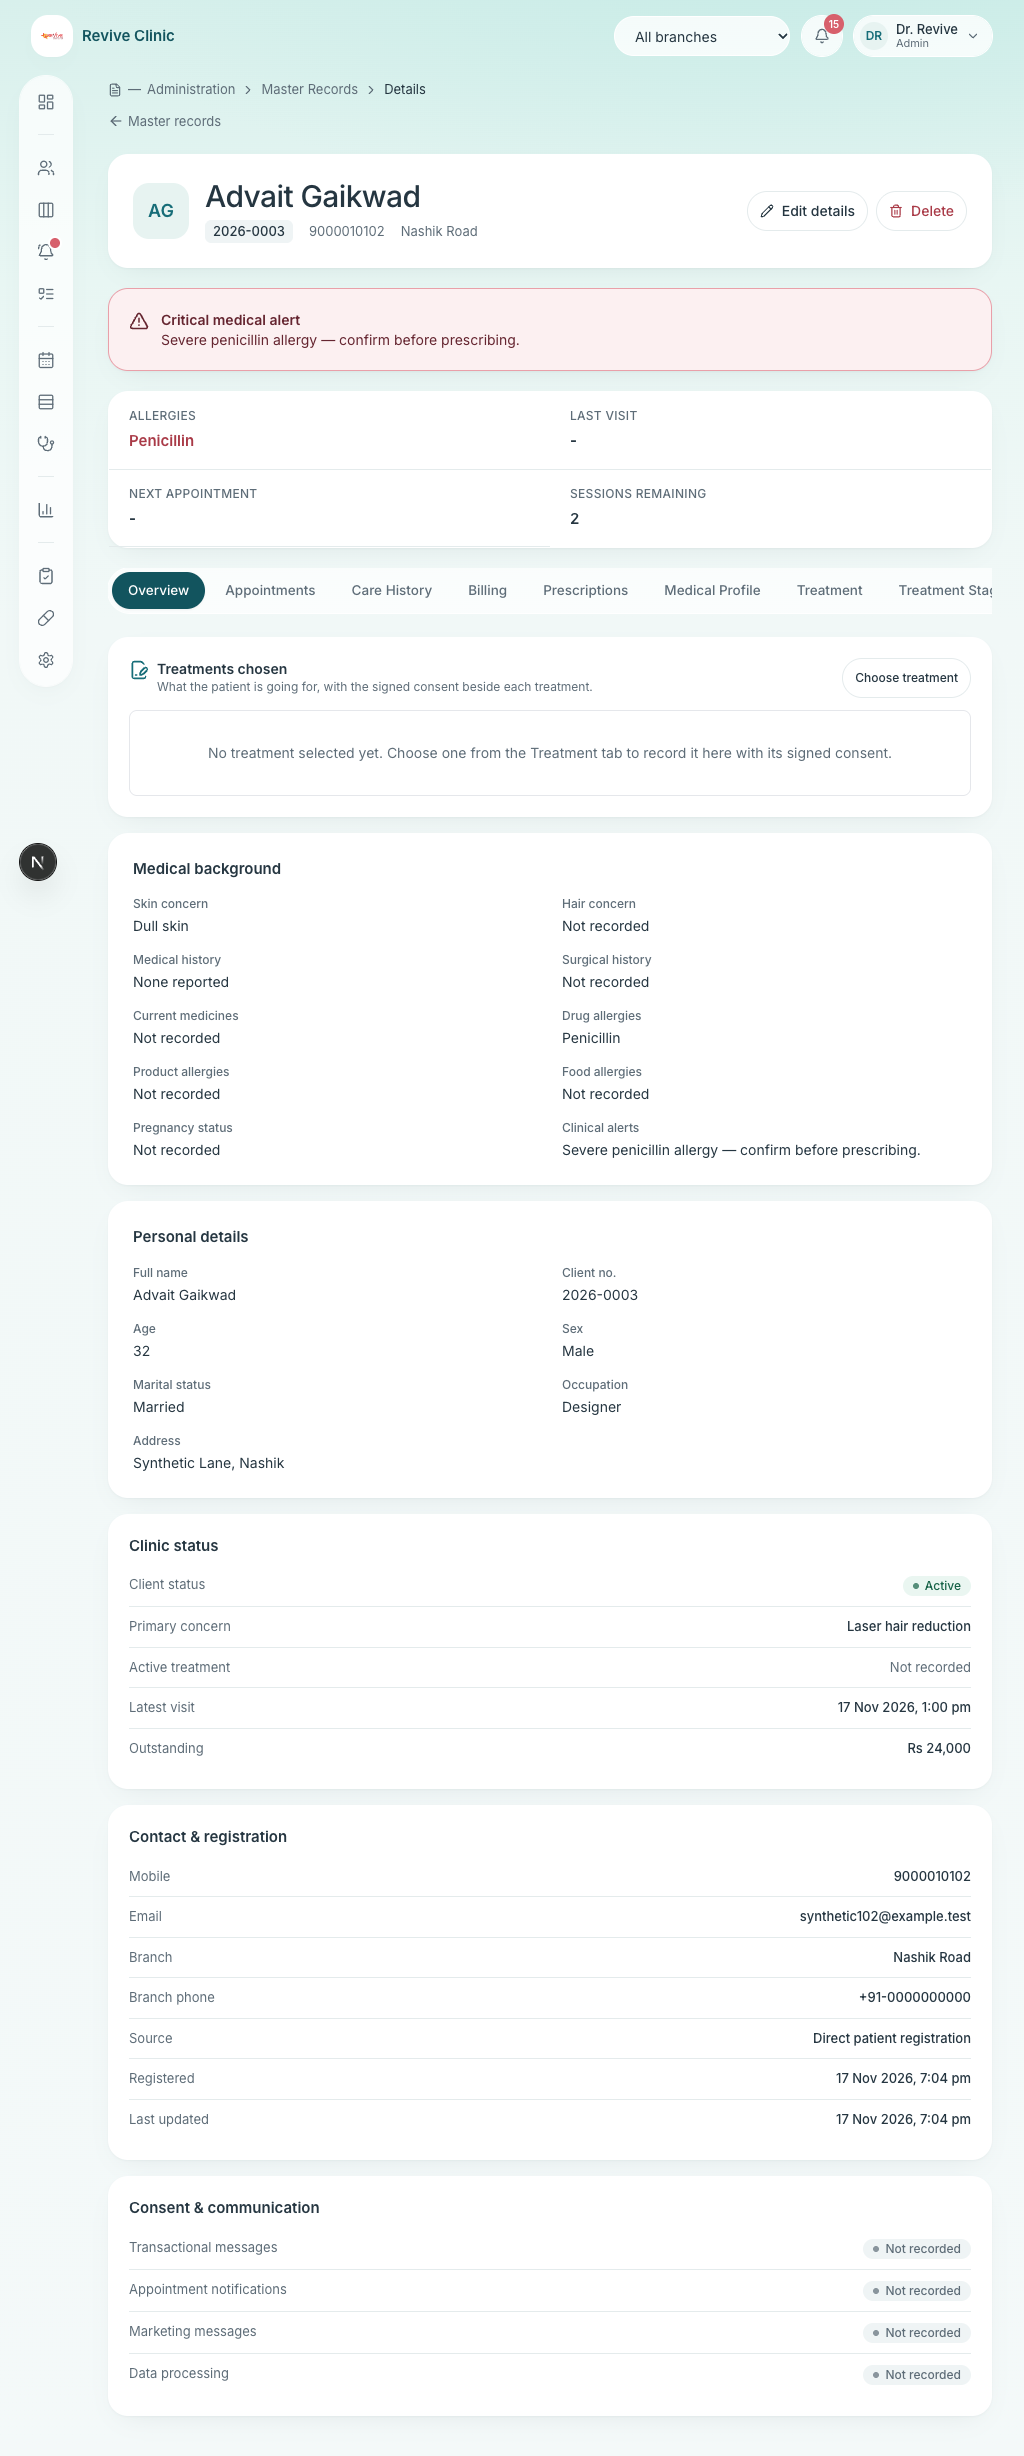 Revive Clinic
All branches
15
DR
Dr. Revive
Admin
— Administration > Master Records > Details
← Master records
AG
Advait Gaikwad
2026-0003 9000010102 Nashik Road
Edit details
Delete
Critical medical alert
Severe penicillin allergy — confirm before prescribing.
ALLERGIES
Penicillin
LAST VISIT
-
NEXT APPOINTMENT
-
SESSIONS REMAINING
2
Overview Appointments Care History Billing Prescriptions Medical Profile Treatment Treatment Stag
Treatments chosen
What the patient is going for, with the signed consent beside each treatment.
Choose treatment
No treatment selected yet. Choose one from the Treatment tab to record it here with its signed consent.
N
Medical background
Skin concern
Dull skin
Hair concern
Not recorded
Medical history
None reported
Surgical history
Not recorded
Current medicines
Not recorded
Drug allergies
Penicillin
Product allergies
Not recorded
Food allergies
Not recorded
Pregnancy status
Not recorded
Clinical alerts
Severe penicillin allergy — confirm before prescribing.
Personal details
Full name
Advait Gaikwad
Client no.
2026-0003
Age
32
Sex
Male
Marital status
Married
Occupation
Designer
Address
Synthetic Lane, Nashik
Clinic status
Client status Active
Primary concern Laser hair reduction
Active treatment Not recorded
Latest visit 17 Nov 2026, 1:00 pm
Outstanding Rs 24,000
Contact & registration
Mobile 9000010102
Email synthetic102@example.test
Branch Nashik Road
Branch phone +91-0000000000
Source Direct patient registration
Registered 17 Nov 2026, 7:04 pm
Last updated 17 Nov 2026, 7:04 pm
Consent & communication
Transactional messages Not recorded
Appointment notifications Not recorded
Marketing messages Not recorded
Data processing Not recorded